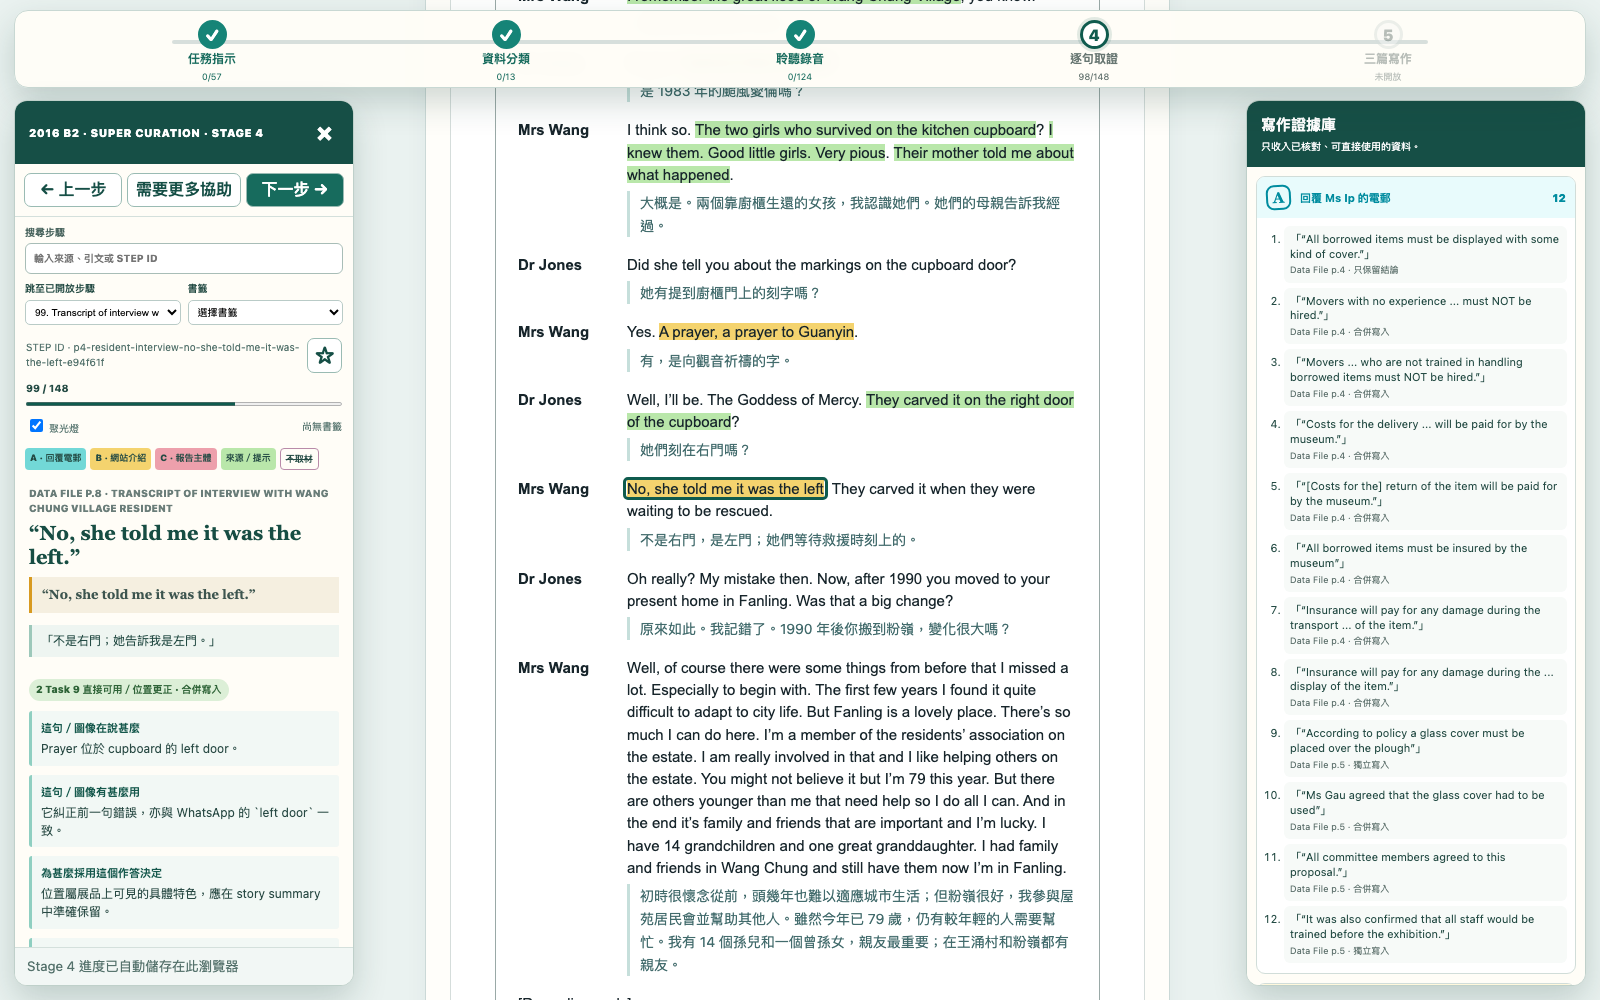 任務指示
0/57
資料分類
0/13
聆聽錄音
0/124
4
逐句取證
98/148
5
三篇寫作
未開放
2016 B2 · SUPER CURATION · STAGE 4
← 上一步
需要更多協助
下一步 →
搜尋步驟
輸入來源、引文或 STEP ID
跳至已開放步驟
書籤
99. Transcript of interview w
選擇書籤
STEP ID · p4-resident-interview-no-she-told-me-it-was-
the-left-e94f61f
99 / 148
聚光燈
尚無書籤
A · 回覆電郵
B · 網站介紹
C · 報告主體
來源 / 提示
不取材
DATA FILE P.8 · TRANSCRIPT OF INTERVIEW WITH WANG
CHUNG VILLAGE RESIDENT
“No, she told me it was the
left.”
“No, she told me it was the left.”
「不是右門；她告訴我是左門。」
2 Task 9 直接可用 / 位置更正 · 合併寫入
這句 / 圖像在說甚麼
Prayer 位於 cupboard 的 left door。
這句 / 圖像有甚麼用
它糾正前一句錯誤，亦與 WhatsApp 的 `left door` 一
致。
為甚麼採用這個作答決定
位置屬展品上可見的具體特色，應在 story summary
中準確保留。
Stage 4 進度已自動儲存在此瀏覽器
是 1983 年的颱風愛倫嗎？
Mrs Wang
I think so. The two girls who survived on the kitchen cupboard? I
knew them. Good little girls. Very pious. Their mother told me about
what happened.
大概是。兩個靠廚櫃生還的女孩，我認識她們。她們的母親告訴我經
過。
Dr Jones
Did she tell you about the markings on the cupboard door?
她有提到廚櫃門上的刻字嗎？
Mrs Wang
Yes. A prayer, a prayer to Guanyin.
有，是向觀音祈禱的字。
Dr Jones
Well, I’ll be. The Goddess of Mercy. They carved it on the right door
of the cupboard?
她們刻在右門嗎？
Mrs Wang
No, she told me it was the left. They carved it when they were
waiting to be rescued.
不是右門，是左門；她們等待救援時刻上的。
Dr Jones
Oh really? My mistake then. Now, after 1990 you moved to your
present home in Fanling. Was that a big change?
原來如此。我記錯了。1990 年後你搬到粉嶺，變化很大嗎？
Mrs Wang
Well, of course there were some things from before that I missed a
lot. Especially to begin with. The first few years I found it quite
difficult to adapt to city life. But Fanling is a lovely place. There’s so
much I can do here. I’m a member of the residents’ association on
the estate. I am really involved in that and I like helping others on
the estate. You might not believe it but I’m 79 this year. But there
are others younger than me that need help so I do all I can. And in
the end it’s family and friends that are important and I’m lucky. I
have 14 grandchildren and one great granddaughter. I had family
and friends in Wang Chung and still have them now I’m in Fanling.
初時很懷念從前，頭幾年也難以適應城市生活；但粉嶺很好，我參與屋
苑居民會並幫助其他人。雖然今年已 79 歲，仍有較年輕的人需要幫
忙。我有 14 個孫兒和一個曾孫女，親友最重要；在王涌村和粉嶺都有
親友。
寫作證據庫
只收入已核對、可直接使用的資料。
A
回覆 Ms Ip 的電郵
12
1. 「“All borrowed items must be displayed with some
kind of cover.”」
Data File p.4 · 只保留結論
2. 「“Movers with no experience ... must NOT be
hired.”」
Data File p.4 · 合併寫入
3. 「“Movers ... who are not trained in handling
borrowed items must NOT be hired.”」
Data File p.4 · 合併寫入
4. 「“Costs for the delivery ... will be paid for by the
museum.”」
Data File p.4 · 合併寫入
5. 「“[Costs for the] return of the item will be paid for
by the museum.”」
Data File p.4 · 合併寫入
6. 「“All borrowed items must be insured by the
museum”」
Data File p.4 · 合併寫入
7. 「“Insurance will pay for any damage during the
transport ... of the item.”」
Data File p.4 · 合併寫入
8. 「“Insurance will pay for any damage during the ...
display of the item.”」
Data File p.4 · 合併寫入
9. 「“According to policy a glass cover must be
placed over the plough”」
Data File p.5 · 獨立寫入
10. 「“Ms Gau agreed that the glass cover had to be
used”」
Data File p.5 · 合併寫入
11. 「“All committee members agreed to this
proposal.”」
Data File p.5 · 合併寫入
12. 「“It was also confirmed that all staff would be
trained before the exhibition.”」
Data File p.5 · 獨立寫入